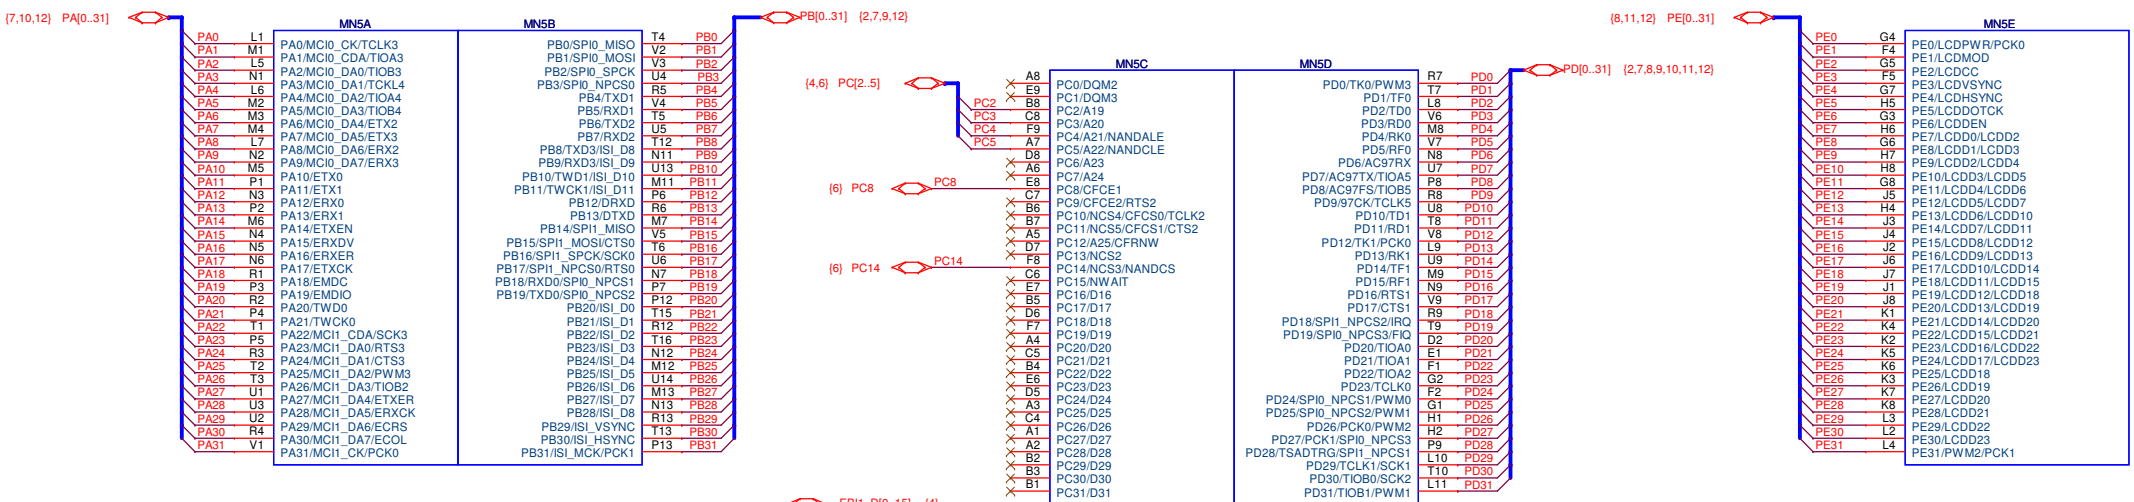 {7,10,12} PA[0..31]
MN5A
PA0 L1 PA0/MCI0_CK/TCLK3
PA1 M1 PA1/MCI0_CDA/TIOA3
PA2 L5 PA2/MCI0_DA0/TIOB3
PA3 N1 PA3/MCI0_DA1/TCKL4
PA4 L6 PA4/MCI0_DA2/TIOA4
PA5 M2 PA5/MCI0_DA3/TIOB4
PA6 M3 PA6/MCI0_DA4/ETX2
PA7 M4 PA7/MCI0_DA5/ETX3
PA8 L7 PA8/MCI0_DA6/ERX2
PA9 N2 PA9/MCI0_DA7/ERX3
PA10 M5 PA10/ETX0
PA11 P1 PA11/ETX1
PA12 N3 PA12/ERX0
PA13 P2 PA13/ERX1
PA14 M6 PA14/ETXEN
PA15 N4 PA15/ERXDV
PA16 N5 PA16/ERXER
PA17 N6 PA17/ETXCK
PA18 R1 PA18/EMDC
PA19 P3 PA19/EMDIO
PA20 R2 PA20/TWD0
PA21 P4 PA21/TWCK0
PA22 T1 PA22/MCI1_CDA/SCK3
PA23 P5 PA23/MCI1_DA0/RTS3
PA24 R3 PA24/MCI1_DA1/CTS3
PA25 T2 PA25/MCI1_DA2/PWM3
PA26 T3 PA26/MCI1_DA3/TIOB2
PA27 U1 PA27/MCI1_DA4/ETXER
PA28 U3 PA28/MCI1_DA5/ERXCK
PA29 U2 PA29/MCI1_DA6/ECRS
PA30 R4 PA30/MCI1_DA7/ECOL
PA31 V1 PA31/MCI1_CK/PCK0
MN5B
PB[0..31] {2,7,9,12}
PB0/SPI0_MISO T4 PB0
PB1/SPI0_MOSI V2 PB1
PB2/SPI0_SPCK V3 PB2
PB3/SPI0_NPCS0 U4 PB3
PB4/TXD1 R5 PB4
PB5/RXD1 V4 PB5
PB6/TXD2 T5 PB6
PB7/RXD2 U5 PB7
PB8/TXD3/ISI_D8 T12 PB8
PB9/RXD3/ISI_D9 N11 PB9
PB10/TWD1/ISI_D10 U13 PB10
PB11/TWCK1/ISI_D11 M11 PB11
PB12/DRXD P6 PB12
PB13/DTXD R6 PB13
PB14/SPI1_MISO M7 PB14
PB15/SPI1_MOSI/CTS0 V5 PB15
PB16/SPI1_SPCK/SCK0 T6 PB16
PB17/SPI1_NPCS0/RTS0 U6 PB17
PB18/RXD0/SPI0_NPCS1 N7 PB18
PB19/TXD0/SPI0_NPCS2 P7 PB19
PB20/ISI_D0 P12 PB20
PB21/ISI_D1 T15 PB21
PB22/ISI_D2 R12 PB22
PB23/ISI_D3 T16 PB23
PB24/ISI_D4 N12 PB24
PB25/ISI_D5 M12 PB25
PB26/ISI_D6 U14 PB26
PB27/ISI_D7 M13 PB27
PB28/ISI_D8 N13 PB28
PB29/ISI_VSYNC R13 PB29
PB30/ISI_HSYNC T13 PB30
PB31/ISI_MCK/PCK1 P13 PB31
{4,6} PC[2..5]
{6} PC8
{6} PC14
MN5C
A8 PC0/DQM2
E9 PC1/DQM3
PC2 B8 PC2/A19
PC3 C8 PC3/A20
PC4 F9 PC4/A21/NANDALE
PC5 A7 PC5/A22/NANDCLE
D8 PC6/A23
A6 PC7/A24
PC8 E8 PC8/CFCE1
C7 PC9/CFCE2/RTS2
B6 PC10/NCS4/CFCS0/TCLK2
B7 PC11/NCS5/CFCS1/CTS2
A5 PC12/A25/CFRNW
D7 PC13/NCS2
PC14 F8 PC14/NCS3/NANDCS
C6 PC15/NWAIT
E7 PC16/D16
B5 PC17/D17
D6 PC18/D18
F7 PC19/D19
A4 PC20/D20
C5 PC21/D21
B4 PC22/D22
E6 PC23/D23
D5 PC24/D24
A3 PC25/D25
C4 PC26/D26
A1 PC27/D27
A2 PC28/D28
B2 PC29/D29
B3 PC30/D30
B1 PC31/D31
MN5D
PD[0..31] {2,7,8,9,10,11,12}
PD0/TK0/PWM3 R7 PD0
PD1/TF0 T7 PD1
PD2/TD0 L8 PD2
PD3/RD0 V6 PD3
PD4/RK0 M8 PD4
PD5/RF0 V7 PD5
PD6/AC97RX N8 PD6
PD7/AC97TX/TIOA5 U7 PD7
PD8/AC97FS/TIOB5 P8 PD8
PD9/97CK/TCLK5 R8 PD9
PD10/TD1 U8 PD10
PD11/RD1 T8 PD11
PD12/TK1/PCK0 V8 PD12
PD13/RK1 L9 PD13
PD14/TF1 U9 PD14
PD15/RF1 M9 PD15
PD16/RTS1 N9 PD16
PD17/CTS1 V9 PD17
PD18/SPI1_NPCS2/IRQ R9 PD18
PD19/SPI0_NPCS3/FIQ T9 PD19
PD20/TIOA0 D2 PD20
PD21/TIOA1 E1 PD21
PD22/TIOA2 F1 PD22
PD23/TCLK0 G2 PD23
PD24/SPI0_NPCS1/PWM0 F2 PD24
PD25/SPI0_NPCS2/PWM1 G1 PD25
PD26/PCK0/PWM2 H1 PD26
PD27/PCK1/SPI0_NPCS3 H2 PD27
PD28/TSADTRG/SPI1_NPCS1 P9 PD28
PD29/TCLK1/SCK1 L10 PD29
PD30/TIOB0/SCK2 T10 PD30
PD31/TIOB1/PWM1 L11 PD31
{8,11,12} PE[0..31]
MN5E
PE0 G4 PE0/LCDPWR/PCK0
PE1 F4 PE1/LCDMOD
PE2 G5 PE2/LCDCC
PE3 F5 PE3/LCDVSYNC
PE4 G7 PE4/LCDHSYNC
PE5 H5 PE5/LCDDOTCK
PE6 G3 PE6/LCDDEN
PE7 H6 PE7/LCDD0/LCDD2
PE8 G6 PE8/LCDD1/LCDD3
PE9 H7 PE9/LCDD2/LCDD4
PE10 H8 PE10/LCDD3/LCDD5
PE11 G8 PE11/LCDD4/LCDD6
PE12 J5 PE12/LCDD5/LCDD7
PE13 H4 PE13/LCDD6/LCDD10
PE14 J3 PE14/LCDD7/LCDD11
PE15 J4 PE15/LCDD8/LCDD12
PE16 J2 PE16/LCDD9/LCDD13
PE17 J6 PE17/LCDD10/LCDD14
PE18 J7 PE18/LCDD11/LCDD15
PE19 J1 PE19/LCDD12/LCDD18
PE20 J8 PE20/LCDD13/LCDD19
PE21 K1 PE21/LCDD14/LCDD20
PE22 K4 PE22/LCDD15/LCDD21
PE23 K2 PE23/LCDD16/LCDD22
PE24 K5 PE24/LCDD17/LCDD23
PE25 K6 PE25/LCDD18
PE26 K3 PE26/LCDD19
PE27 K7 PE27/LCDD20
PE28 K8 PE28/LCDD21
PE29 L3 PE29/LCDD22
PE30 L2 PE30/LCDD23
PE31 L4 PE31/PWM2/PCK1